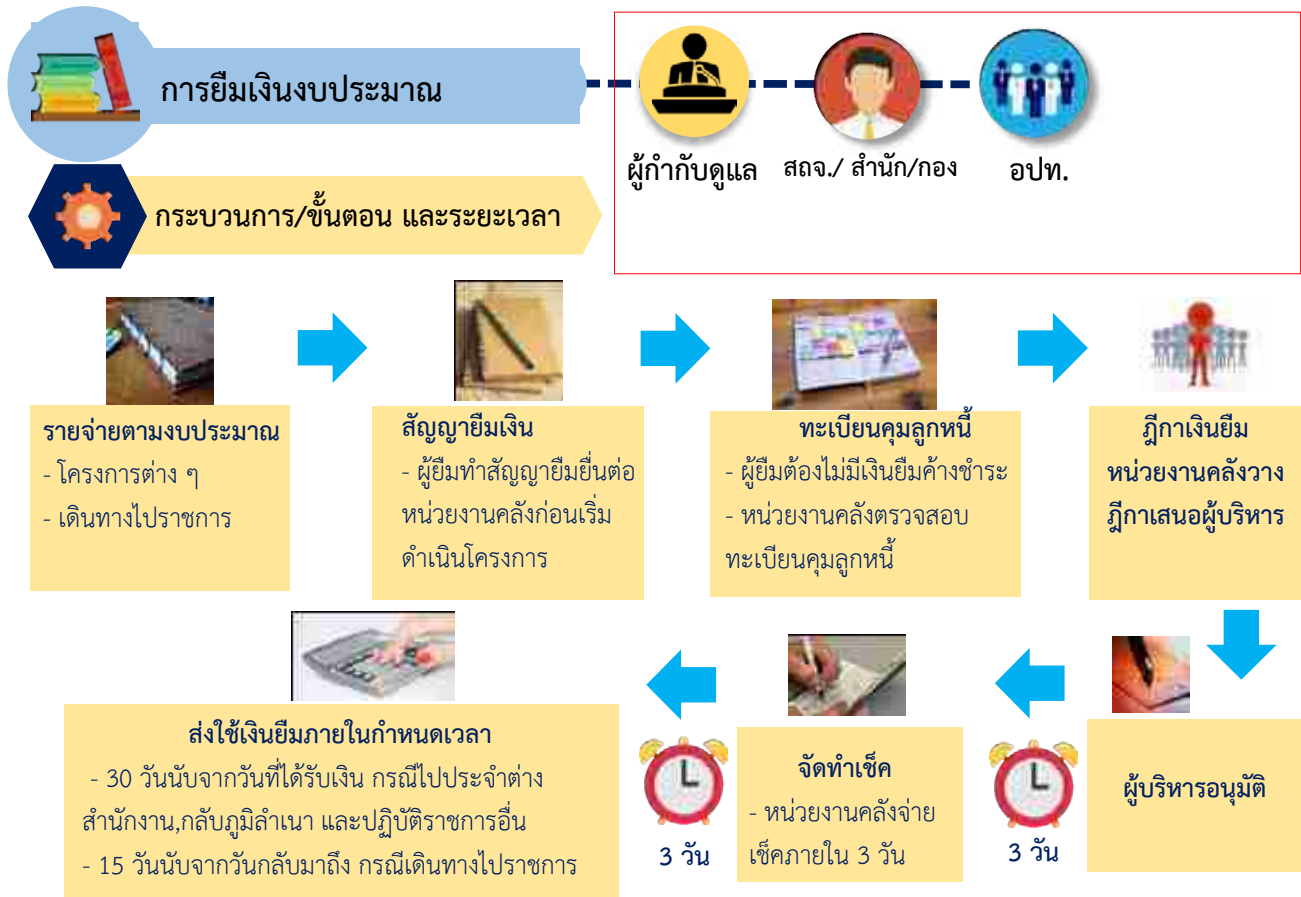 การยืมเงินงบประมาณ
ผู้กำกับดูแล
สถจ./ สำนัก/กอง
อปท.
กระบวนการ/ขั้นตอน และระยะเวลา
รายจ่ายตามงบประมาณ
- โครงการต่าง ๆ
- เดินทางไปราชการ
สัญญายืมเงิน
- ผู้ยืมทำสัญญายืมยื่นต่อ
หน่วยงานคลังก่อนเริ่ม
ดำเนินโครงการ
ทะเบียนคุมลูกหนี้
- ผู้ยืมต้องไม่มีเงินยืมค้างชำระ
- หน่วยงานคลังตรวจสอบ
ทะเบียนคุมลูกหนี้
ฎีกาเงินยืม
หน่วยงานคลังวาง
ฎีกาเสนอผู้บริหาร
ผู้บริหารอนุมัติ
3 วัน
จัดทำเช็ค
- หน่วยงานคลังจ่าย
เช็คภายใน 3 วัน
3 วัน
ส่งใช้เงินยืมภายในกำหนดเวลา
- 30 วันนับจากวันที่ได้รับเงิน กรณีไปประจำต่าง
สำนักงาน,กลับภูมิลำเนา และปฏิบัติราชการอื่น
- 15 วันนับจากวันกลับมาถึง กรณีเดินทางไปราชการ